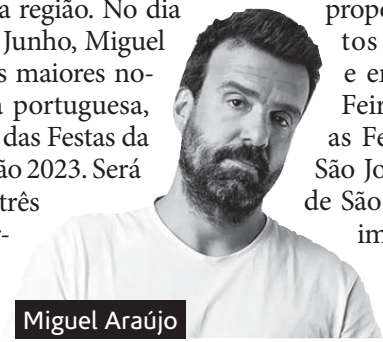 a região. No dia
Junho, Miguel
s maiores no-
a portuguesa,
das Festas da
ão 2023. Será
três
r-
propo
tos
e en
Feir
as Fe
São Jo
de São
im
Miguel Araújo